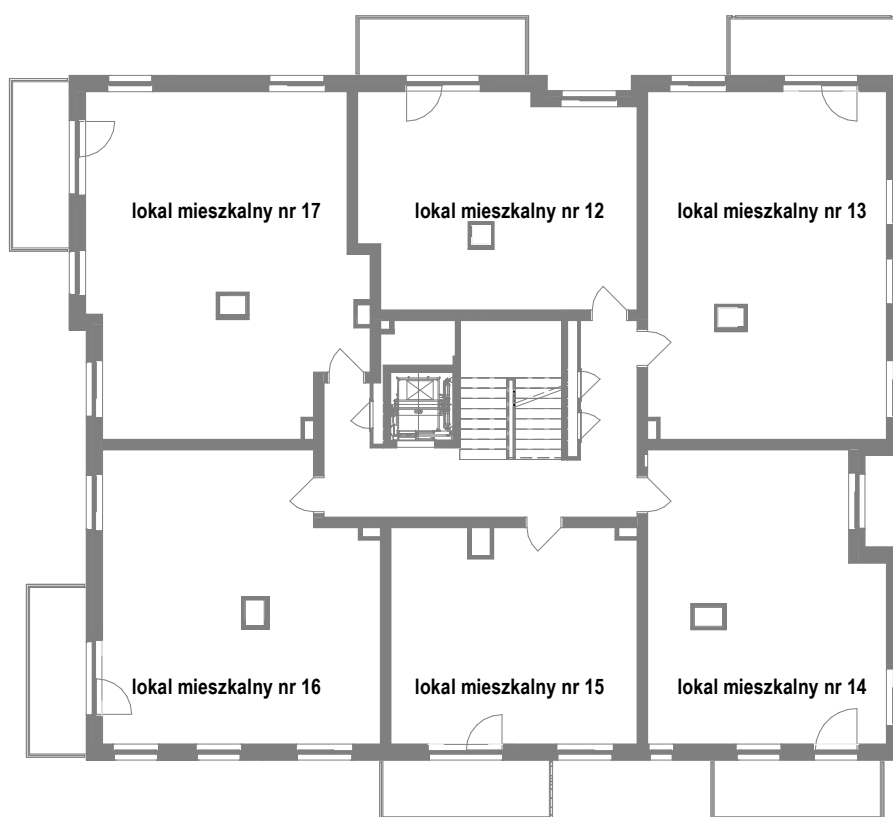 lokal mieszkalny nr 17
lokal mieszkalny nr 12
lokal mieszkalny nr 13
lokal mieszkalny nr 16
lokal mieszkalny nr 15
lokal mieszkalny nr 14